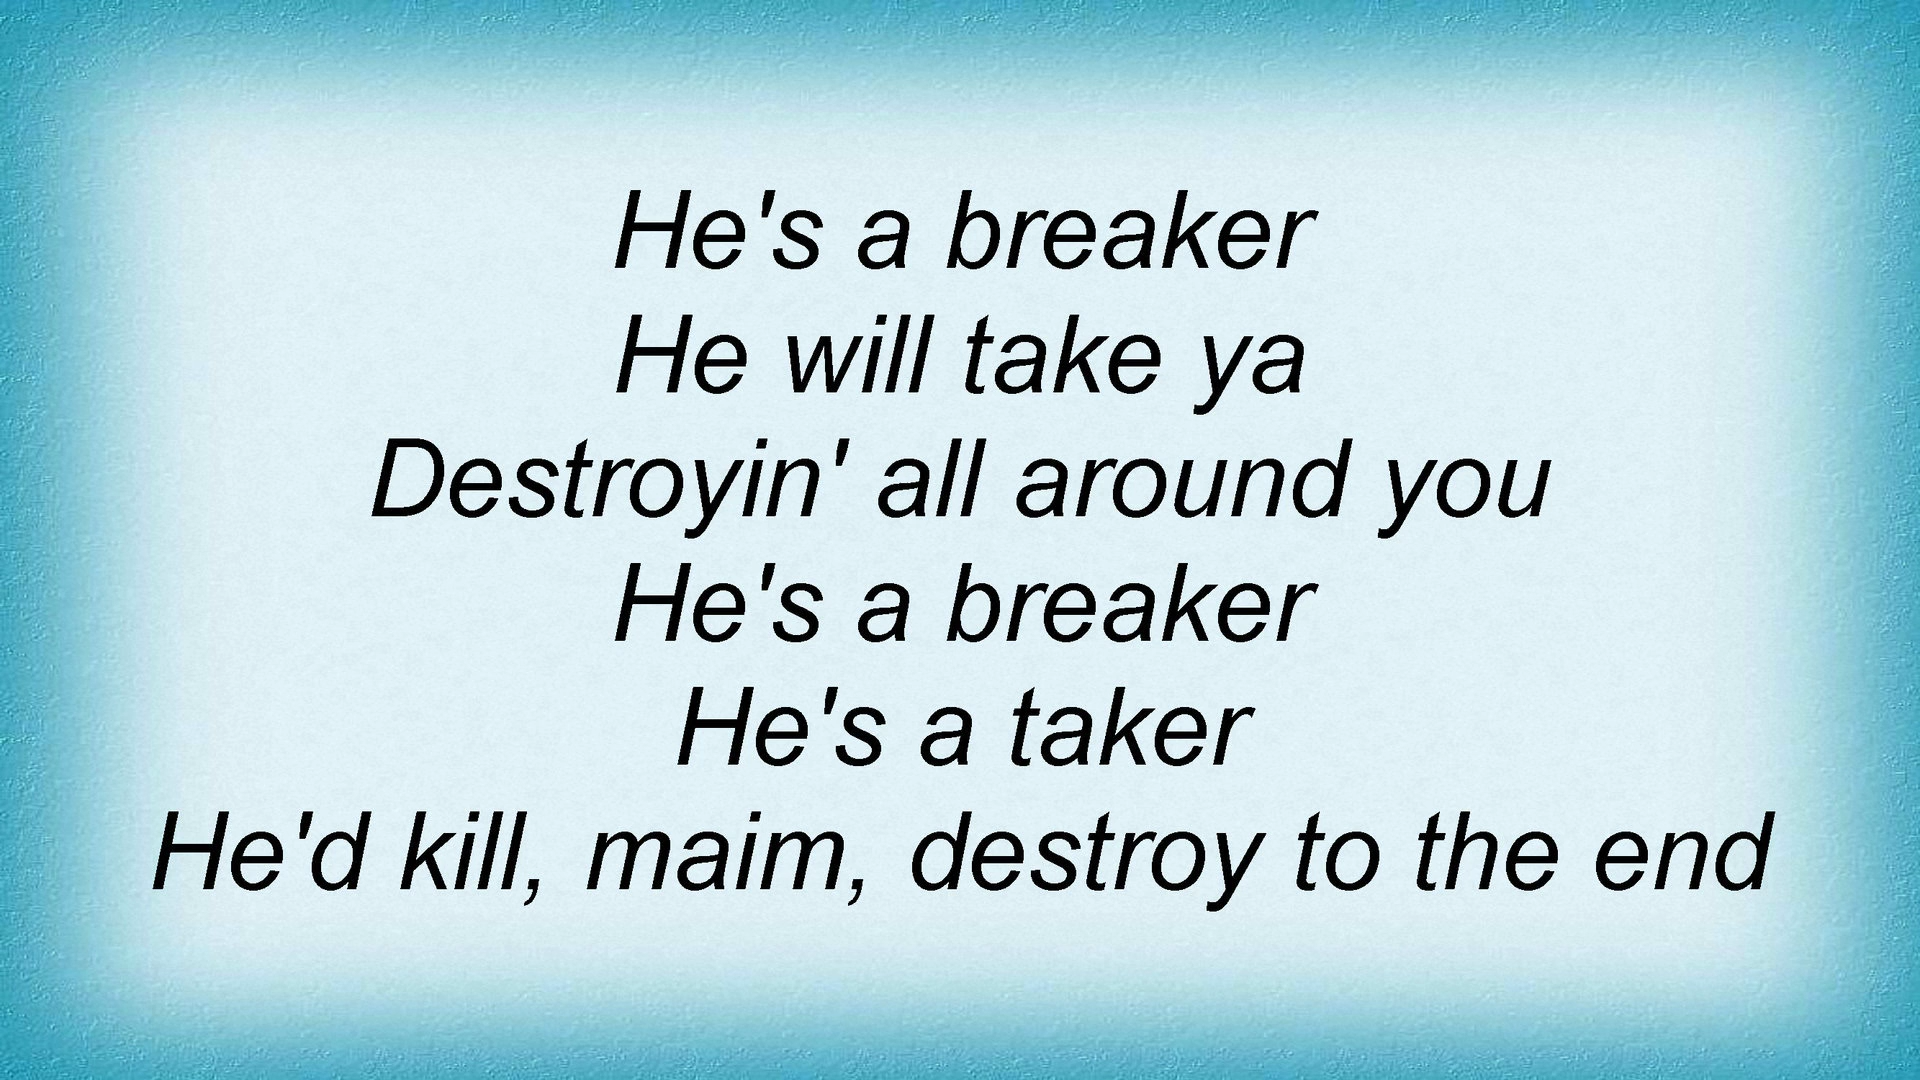 He's a breaker
He will take ya
Destroyin' all around you
He's a breaker
He's a taker
He'd kill, maim, destroy to the end